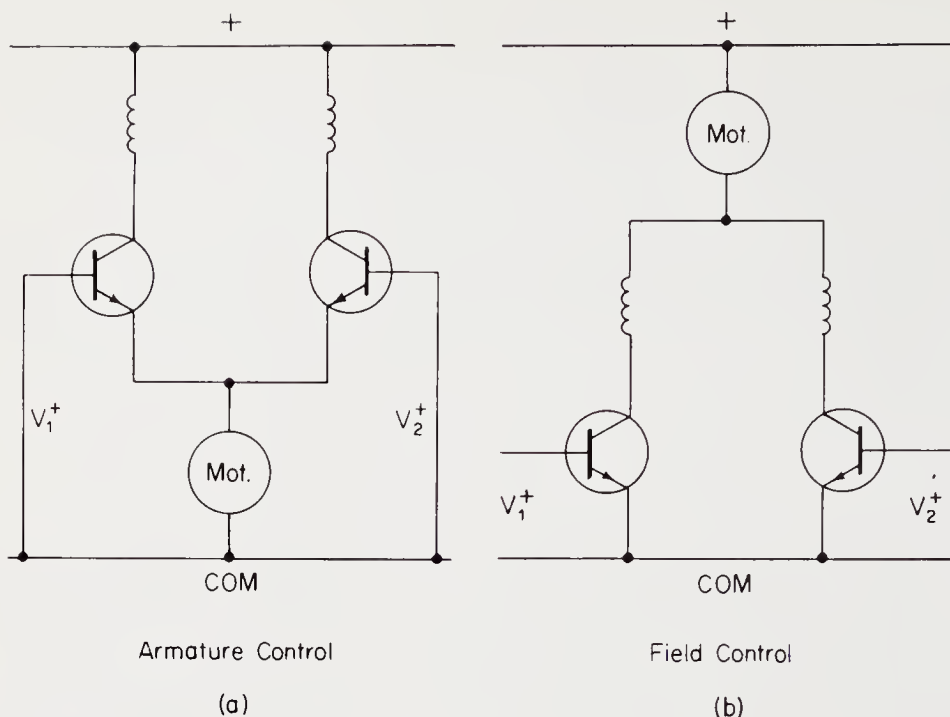 +
+
Mot.
V₁⁺
V₂⁺
Mot.
V₁⁺
V₂⁺
COM
COM
Armature Control
Field Control
(a)
(b)